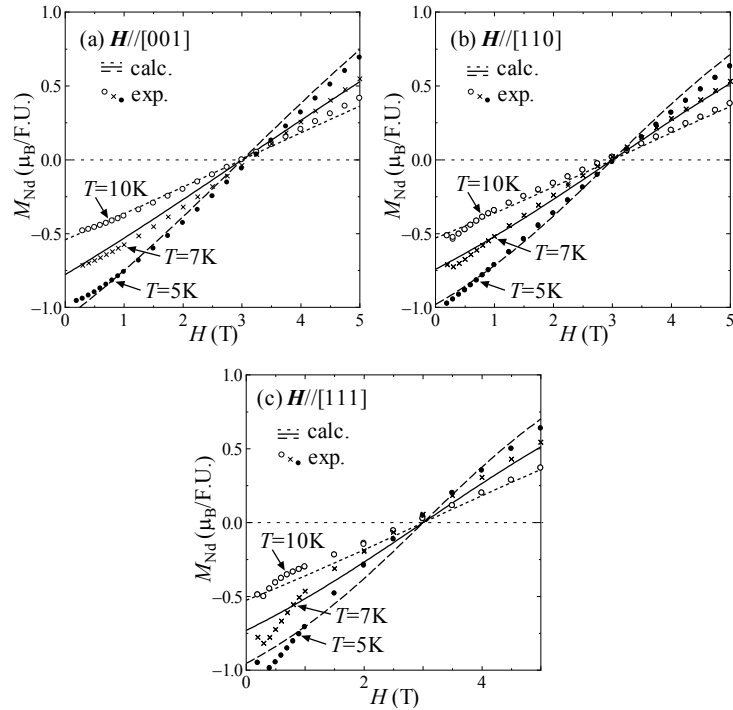 (a) H//[001]
calc.
exp.
T=10K
T=7K
T=5K
1.0
0.5
0.0
−0.5
−1.0
M_Nd (μ_B/F.U.)
0 1 2 3 4 5
H (T)
(b) H//[110]
calc.
exp.
T=10K
T=7K
T=5K
1.0
0.5
0.0
−0.5
−1.0
M_Nd (μ_B/F.U.)
0 1 2 3 4 5
H (T)
(c) H//[111]
calc.
exp.
T=10K
T=7K
T=5K
1.0
0.5
0.0
−0.5
−1.0
M_Nd (μ_B/F.U.)
0 2 4
H (T)